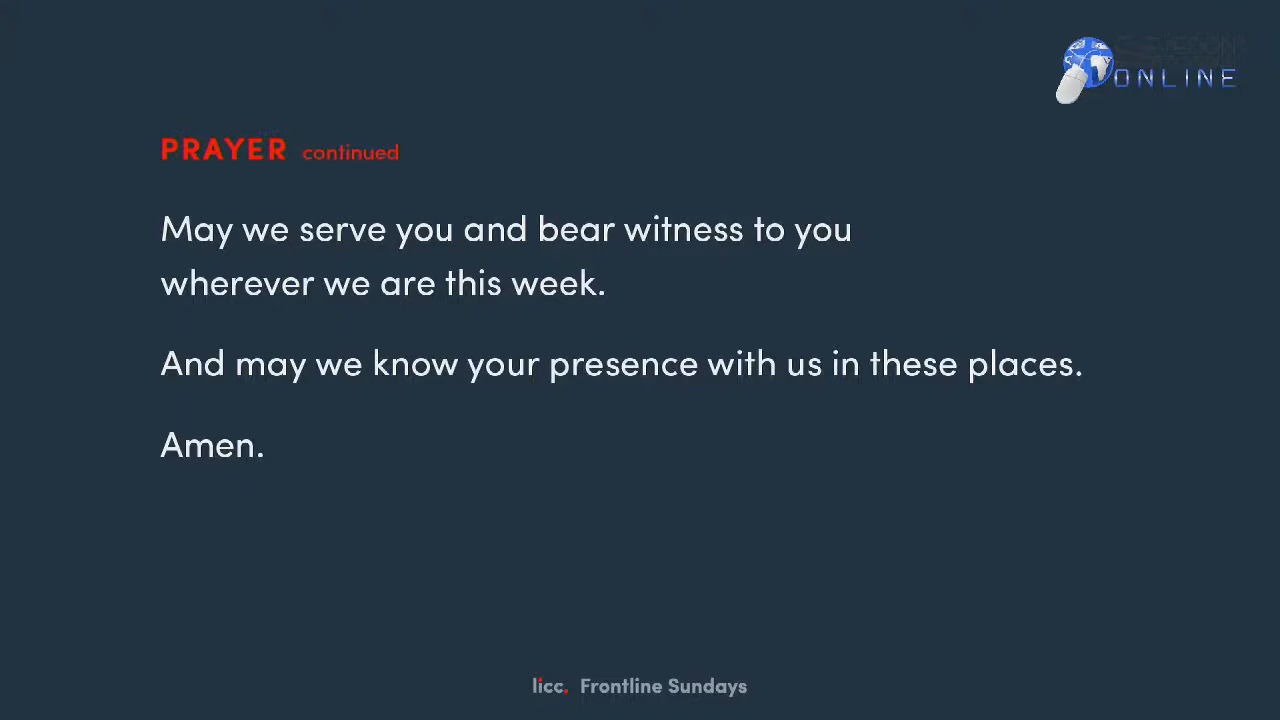 ONLINE
PRAYER continued
May we serve you and bear witness to you
wherever we are this week.
And may we know your presence with us in these places.
Amen.
licc. Frontline Sundays